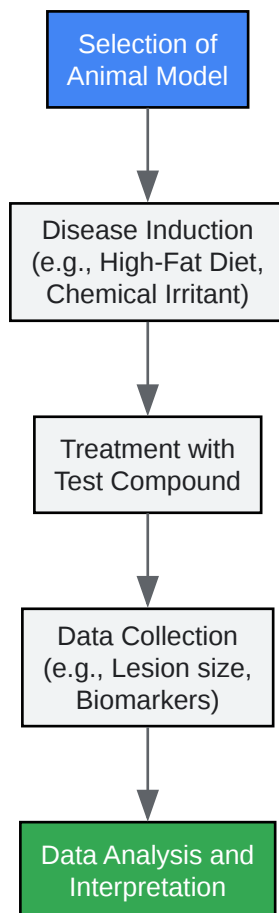 Selection of
Animal Model
Disease Induction
(e.g., High-Fat Diet,
Chemical Irritant)
Treatment with
Test Compound
Data Collection
(e.g., Lesion size,
Biomarkers)
Data Analysis and
Interpretation